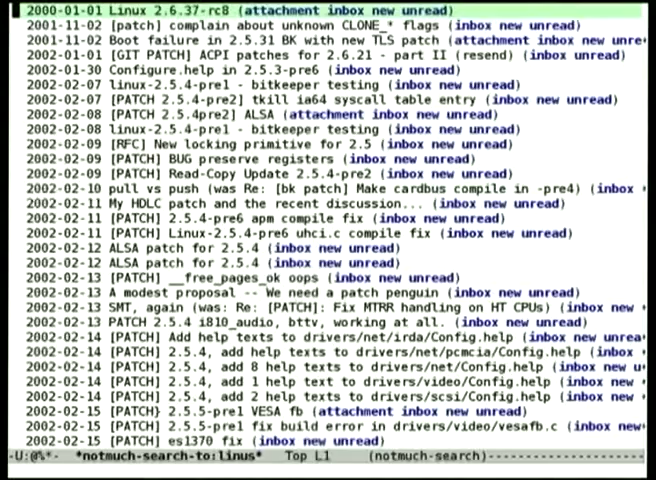 2000-01-01 Linux 2.6.37-rc8 (attachment inbox new unread)
2001-11-02 [patch] complain about unknown CLONE_* flags (inbox new unread)
2001-11-02 Boot failure in 2.5.31 BK with new TLS patch (attachment inbox new unre
2002-01-01 [GIT PATCH] ACPI patches for 2.6.21 - part II (resend) (inbox new unread)
2002-01-30 Configure.help in 2.5.3-pre6 (inbox new unread)
2002-02-07 linux-2.5.4-pre1 - bitkeeper testing (inbox new unread)
2002-02-07 [PATCH 2.5.4-pre2] tkill ia64 syscall table entry (inbox new unread)
2002-02-08 [PATCH 2.5.4pre2] ALSA (attachment inbox new unread)
2002-02-08 linux-2.5.4-pre1 - bitkeeper testing (inbox new unread)
2002-02-09 [RFC] New locking primitive for 2.5 (inbox new unread)
2002-02-09 [PATCH] BUG preserve registers (inbox new unread)
2002-02-09 [PATCH] Read-Copy Update 2.5.4-pre2 (inbox new unread)
2002-02-10 pull vs push (was Re: [bk patch] Make cardbus compile in -pre4) (inbox
2002-02-11 My HDLC patch and the recent discussion... (inbox new unread)
2002-02-11 [PATCH] 2.5.4-pre6 apm compile fix (inbox new unread)
2002-02-11 [PATCH] Linux-2.5.4-pre6 uhci.c compile fix (inbox new unread)
2002-02-12 ALSA patch for 2.5.4 (inbox new unread)
2002-02-12 ALSA patch for 2.5.4 (inbox new unread)
2002-02-13 [PATCH] __free_pages_ok oops (inbox new unread)
2002-02-13 A modest proposal -- We need a patch penguin (inbox new unread)
2002-02-13 SMT, again (was: Re: [PATCH]: Fix MTRR handling on HT CPUs) (inbox new
2002-02-13 PATCH 2.5.4 i810_audio, bttv, working at all. (inbox new unread)
2002-02-14 [PATCH] Add help texts to drivers/net/irda/Config.help (inbox new unrea
2002-02-14 [PATCH] 2.5.4, add help texts to drivers/net/pcmcia/Config.help (inbox
2002-02-14 [PATCH] 2.5.4, add 8 help texts to drivers/net/Config.help (inbox new u
2002-02-14 [PATCH] 2.5.4, add 1 help text to drivers/video/Config.help (inbox new
2002-02-14 [PATCH] 2.5.4, add 2 help texts to drivers/scsi/Config.help (inbox new
2002-02-15 [PATCH} 2.5.5-pre1 VESA fb (attachment inbox new unread)
2002-02-15 [PATCH] 2.5.5-pre1 fix build error in drivers/video/vesafb.c (inbox new
2002-02-15 [PATCH] es1370 fix (inbox new unread)
-U:@%*- *notmuch-search-to:linus* Top L1 (notmuch-search)--------------------